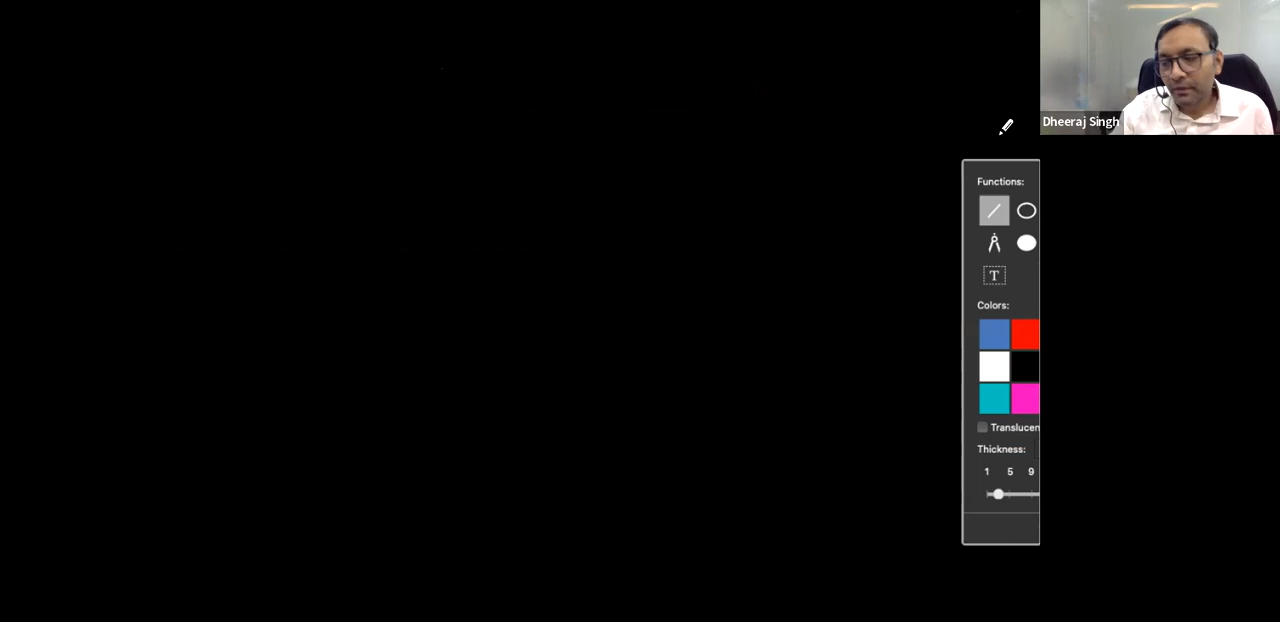 Dheeraj Singh
Functions:
T
Colors:
Translucen
Thickness:
1 5 9